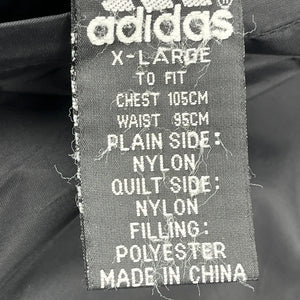 adidas®
X-LARGE
TO FIT
CHEST 105CM
WAIST 95CM
PLAIN SIDE:
NYLON
QUILT SIDE:
NYLON
FILLING:
POLYESTER
MADE IN CHINA